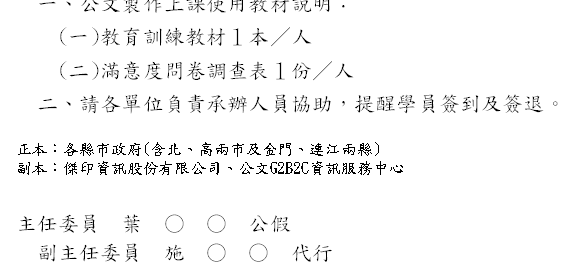 一、公文製作上課使用教材說明：
(一)教育訓練教材１本／人
(二)滿意度問卷調查表１份／人
二、請各單位負責承辦人員協助，提醒學員簽到及簽退。
正本：各縣市政府(含北、高兩市及金門、連江兩縣)
副本：傑印資訊股份有限公司、公文G2B2C資訊服務中心
主任委員　葉　○　○　公假
副主任委員　施　○　○　代行